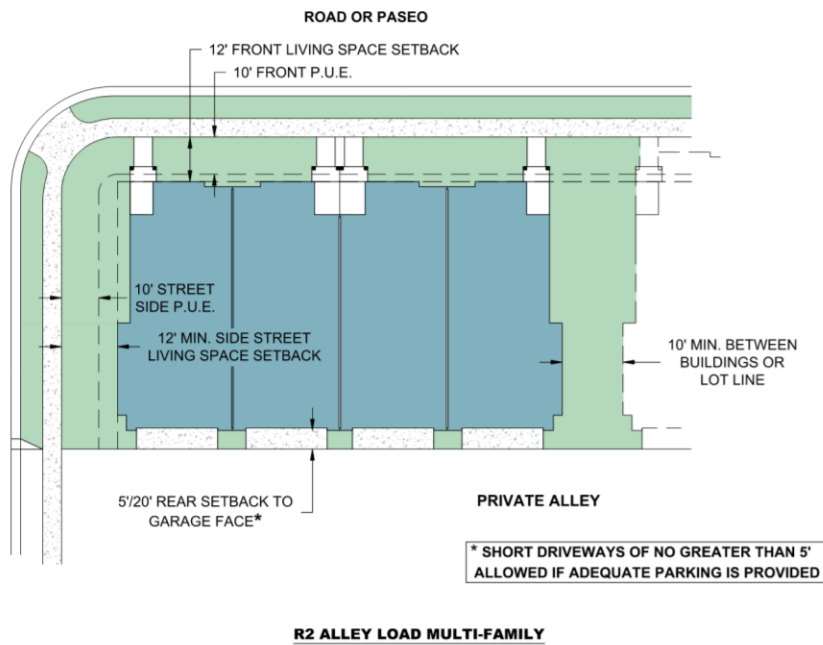 ROAD OR PASEO
12' FRONT LIVING SPACE SETBACK
10' FRONT P.U.E.
10' STREET
SIDE P.U.E.
12' MIN. SIDE STREET
LIVING SPACE SETBACK
10' MIN. BETWEEN
BUILDINGS OR
LOT LINE
5'/20' REAR SETBACK TO
GARAGE FACE*
PRIVATE ALLEY
* SHORT DRIVEWAYS OF NO GREATER THAN 5'
ALLOWED IF ADEQUATE PARKING IS PROVIDED
R2 ALLEY LOAD MULTI-FAMILY